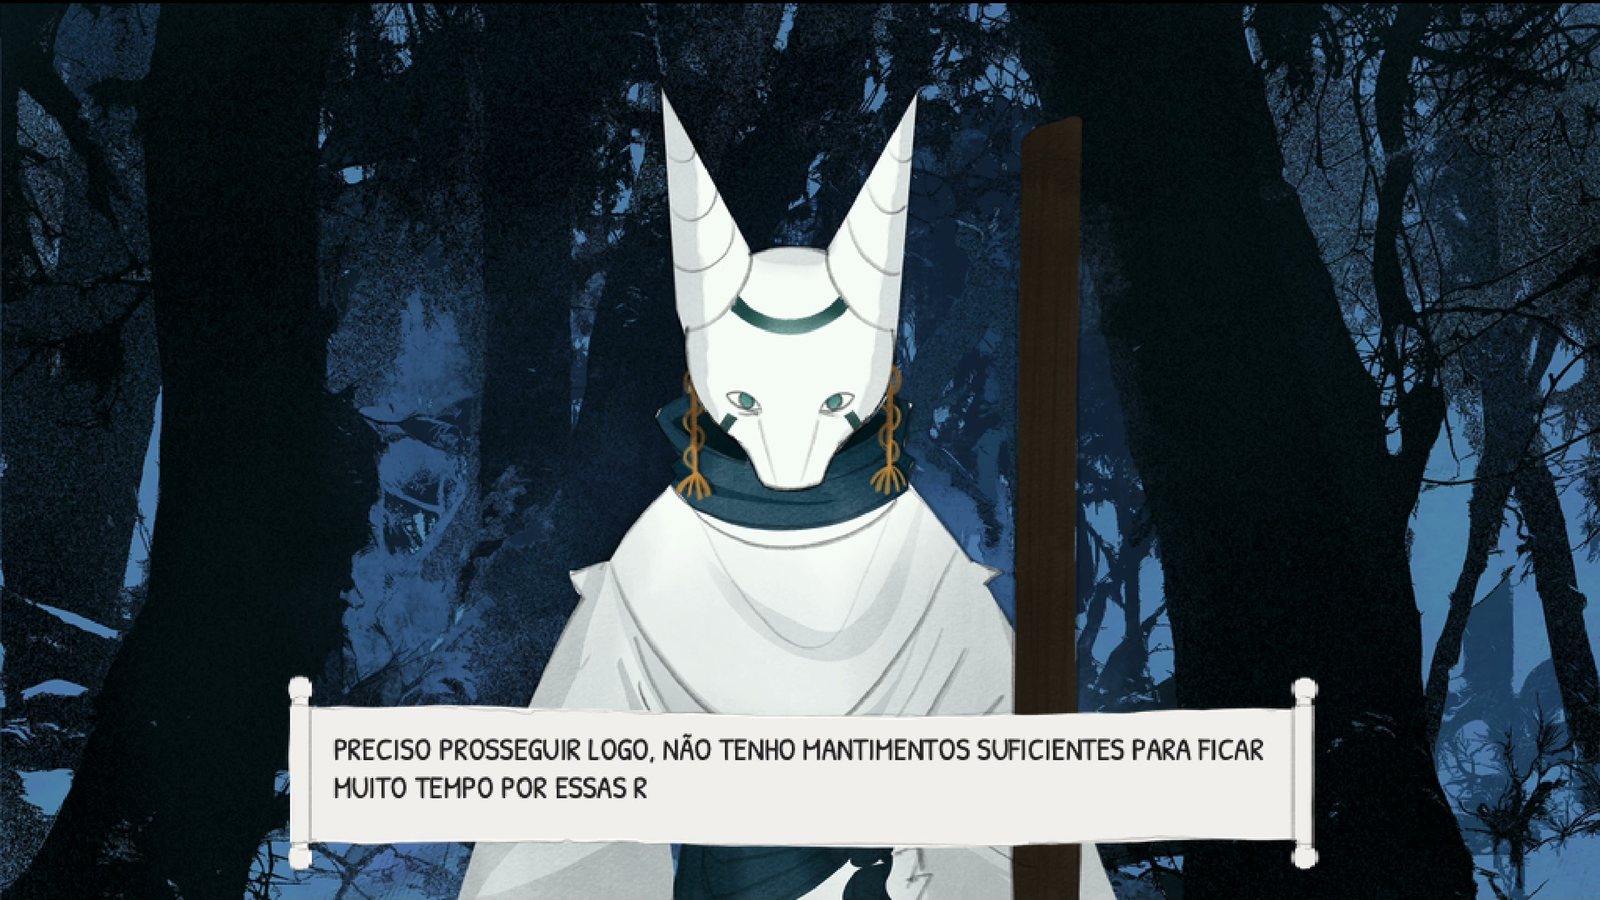 PRECISO PROSSEGUIR LOGO, NÃO TENHO MANTIMENTOS SUFICIENTES PARA FICAR
MUITO TEMPO POR ESSAS R